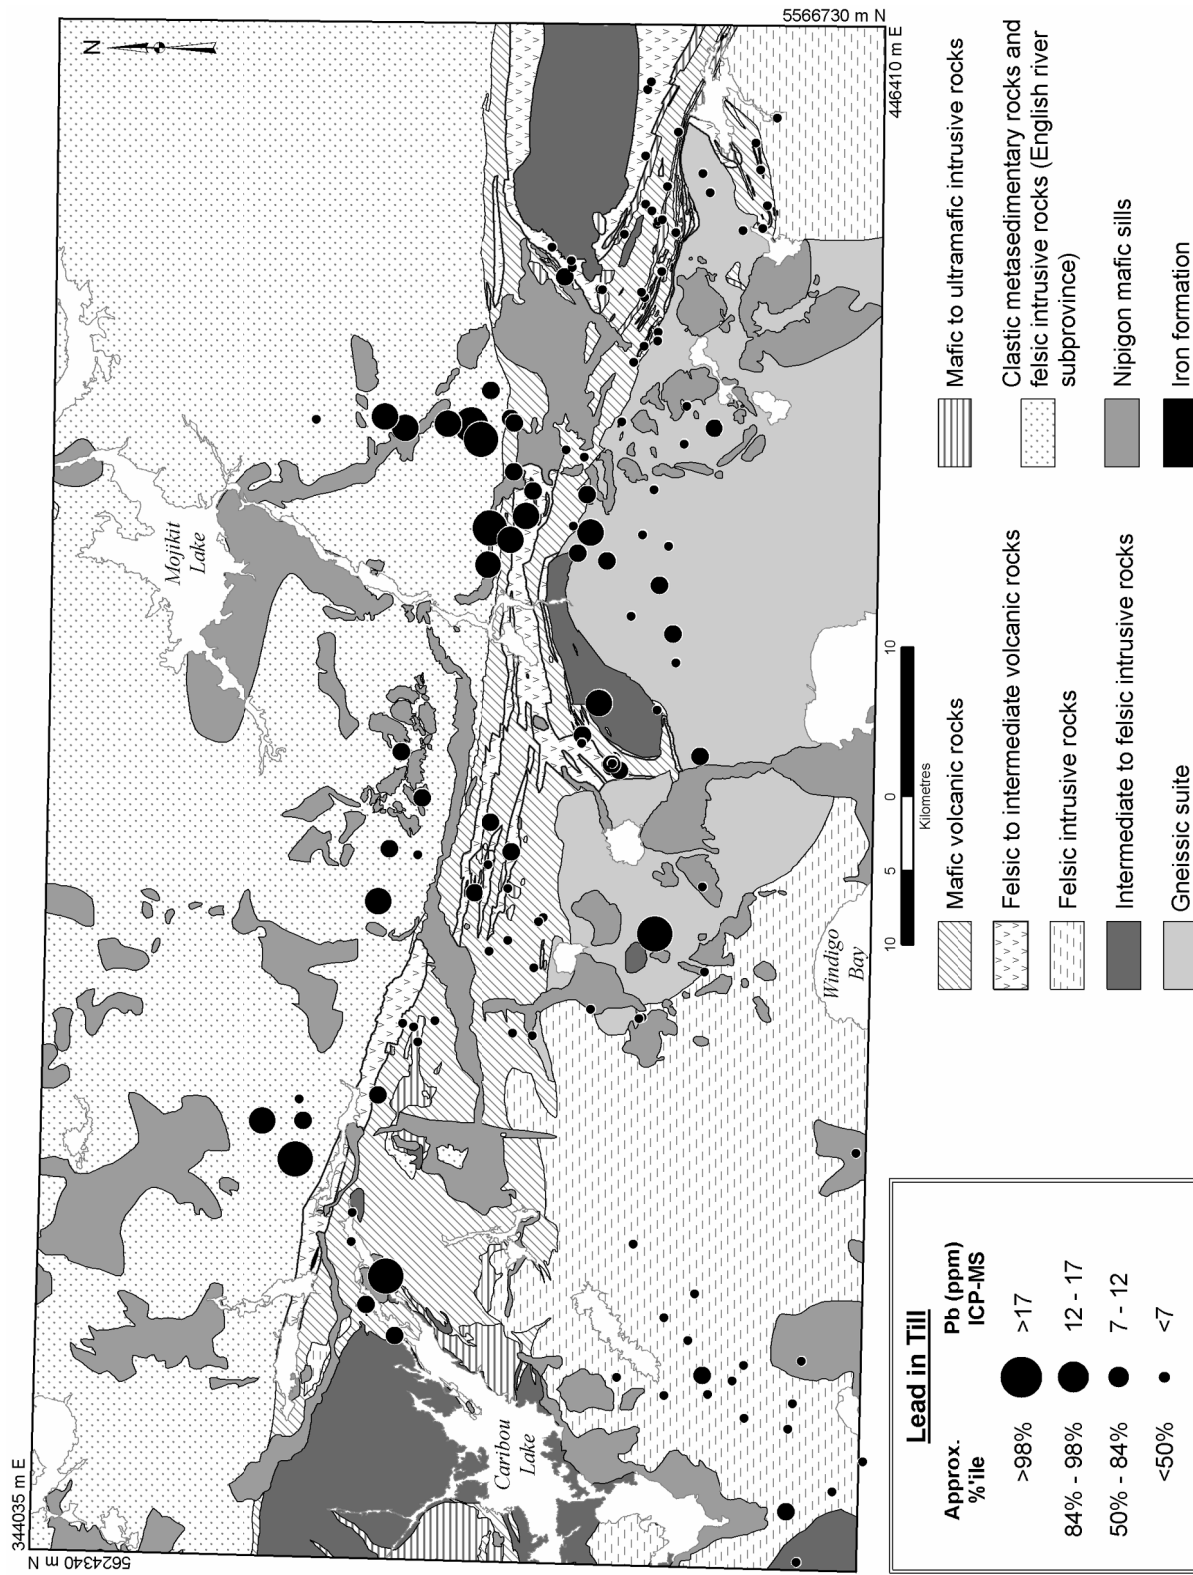 344035 m E
5624340 m N
N
Mojikit
Lake
Caribou
Lake
Windigo
Bay
446410 m E
5566730 m N
10
5
0
10
Kilometres
Lead in Till
Approx.
%'ile
Pb (ppm)
ICP-MS
>98%
>17
84% - 98%
12 - 17
50% - 84%
7 - 12
<50%
<7
Mafic volcanic rocks
Felsic to intermediate volcanic rocks
Felsic intrusive rocks
Intermediate to felsic intrusive rocks
Gneissic suite
Mafic to ultramafic intrusive rocks
Clastic metasedimentary rocks and
felsic intrusive rocks (English river
subprovince)
Nipigon mafic sills
Iron formation